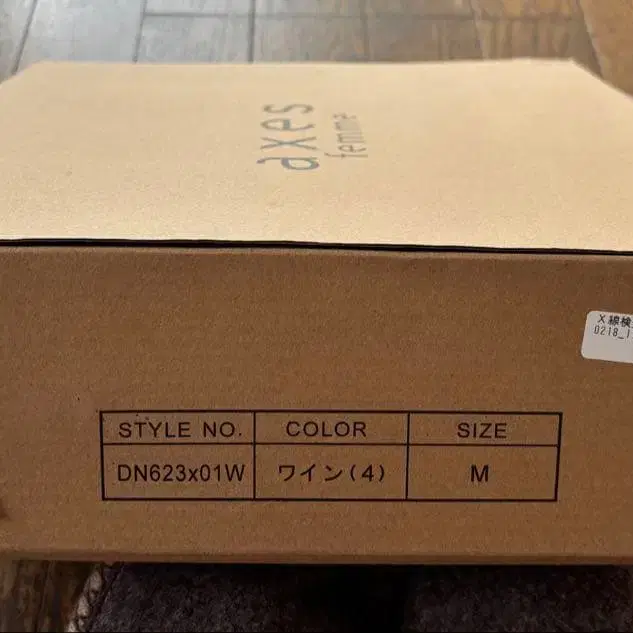 axes
femme
X線検
0218_1
STYLE NO. COLOR SIZE
DN623x01W ワイン(4) M